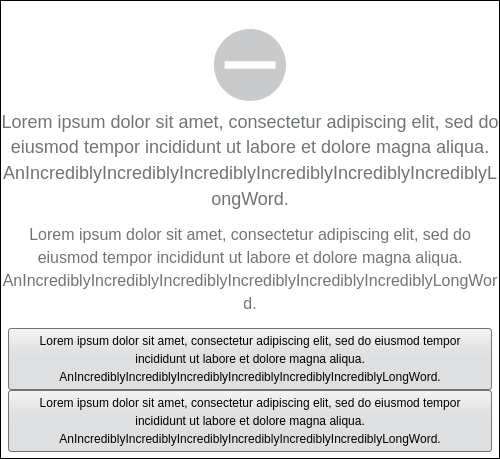 Lorem ipsum dolor sit amet, consectetur adipiscing elit, sed do
eiusmod tempor incididunt ut labore et dolore magna aliqua.
AnIncrediblyIncrediblyIncrediblyIncrediblyIncrediblyIncrediblyL
ongWord.
Lorem ipsum dolor sit amet, consectetur adipiscing elit, sed do
eiusmod tempor incididunt ut labore et dolore magna aliqua.
AnIncrediblyIncrediblyIncrediblyIncrediblyIncrediblyIncrediblyLongWor
d.
Lorem ipsum dolor sit amet, consectetur adipiscing elit, sed do eiusmod tempor
incididunt ut labore et dolore magna aliqua.
AnIncrediblyIncrediblyIncrediblyIncrediblyIncrediblyIncrediblyLongWord.
Lorem ipsum dolor sit amet, consectetur adipiscing elit, sed do eiusmod tempor
incididunt ut labore et dolore magna aliqua.
AnIncrediblyIncrediblyIncrediblyIncrediblyIncrediblyIncrediblyLongWord.